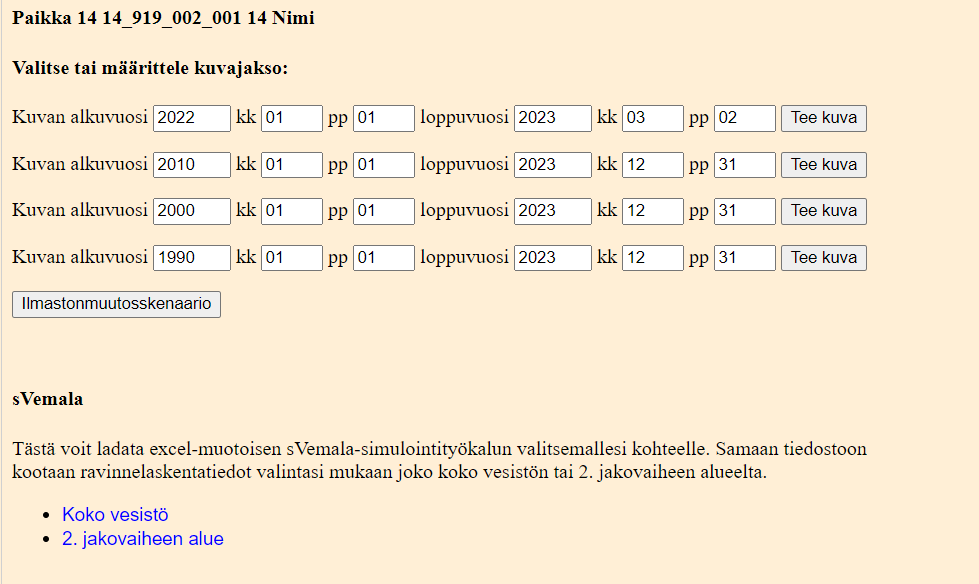 Paikka 14 14_919_002_001 14 Nimi
Valitse tai määrittele kuvajakso:
Kuvan alkuvuosi 2022 kk 01 pp 01 loppuvuosi 2023 kk 03 pp 02 Tee kuva
Kuvan alkuvuosi 2010 kk 01 pp 01 loppuvuosi 2023 kk 12 pp 31 Tee kuva
Kuvan alkuvuosi 2000 kk 01 pp 01 loppuvuosi 2023 kk 12 pp 31 Tee kuva
Kuvan alkuvuosi 1990 kk 01 pp 01 loppuvuosi 2023 kk 12 pp 31 Tee kuva
Ilmastonmuutosskenaario
sVemala
Tästä voit ladata excel-muotoisen sVemala-simulointityökalun valitsemallesi kohteelle. Samaan tiedostoon
kootaan ravinnelaskentatiedot valintasi mukaan joko koko vesistön tai 2. jakovaiheen alueelta.
• Koko vesistö
• 2. jakovaiheen alue